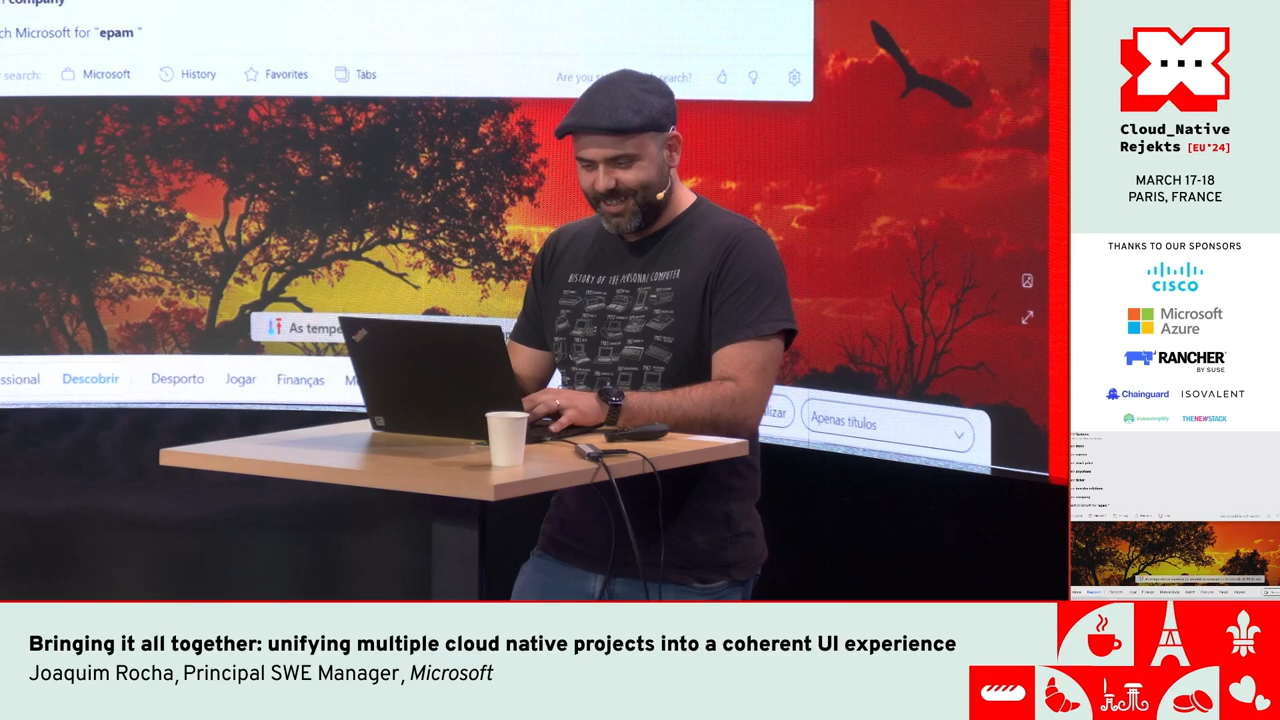 company
ch Microsoft for "epam "
search:
Microsoft
History
Favorites
Tabs
Are you
search?
As tempe
ssional
Descobrir
Desporto
Jogar
Finanças
lizar
Apenas títulos
HISTORY OF THE PERSONAL COMPUTER
ThinkPad
Cloud_Native
Rejekts [EU'24]
MARCH 17-18
PARIS, FRANCE
THANKS TO OUR SPONSORS
CISCO
Microsoft
Azure
RANCHER
BY SUSE
Chainguard
ISOVALENT
kubesimplify
THENEWSTACK
Bringing it all together: unifying multiple cloud native projects into a coherent UI experience
Joaquim Rocha, Principal SWE Manager, Microsoft